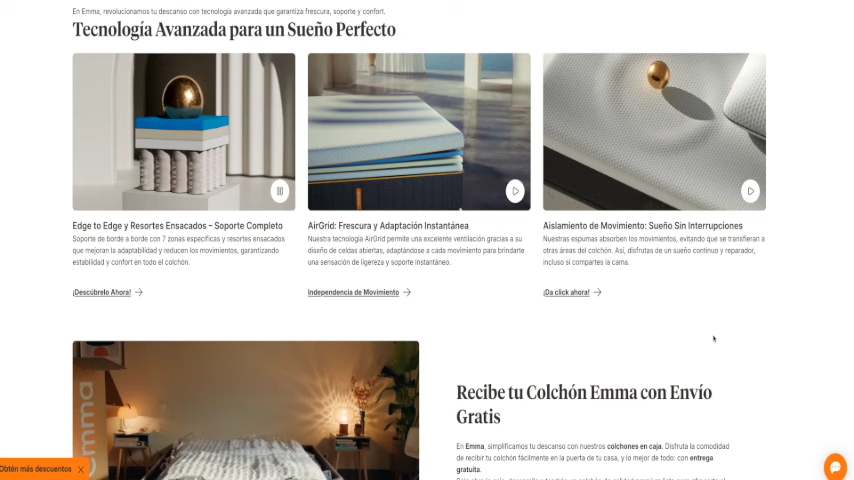 En Emma, revolucionamos tu descanso con tecnología avanzada que garantiza frescura, soporte y confort.
Tecnología Avanzada para un Sueño Perfecto
Edge to Edge y Resortes Ensacados – Soporte Completo
Soporte de borde a borde con 7 zonas específicas y resortes ensacados
que mejoran la adaptabilidad y reducen los movimientos, garantizando
estabilidad y confort en todo el colchón.
¡Descúbrelo Ahora!
AirGrid: Frescura y Adaptación Instantánea
Nuestra tecnología AirGrid permite una excelente ventilación gracias a su
diseño de celdas abiertas, adaptándose a cada movimiento para brindarte
una sensación de ligereza y soporte instantáneo.
Independencia de Movimiento
Aislamiento de Movimiento: Sueño Sin Interrupciones
Nuestras espumas absorben los movimientos, evitando que se transfieran a
otras áreas del colchón. Así, disfrutas de un sueño continuo y reparador,
incluso si compartes la cama.
¡Da click ahora!
emma
Recibe tu Colchón Emma con Envío
Gratis
En Emma, simplificamos tu descanso con nuestros colchones en caja. Disfruta la comodidad
de recibir tu colchón fácilmente en la puerta de tu casa, y lo mejor de todo: con entrega
gratuita.
Obtén más descuentos X